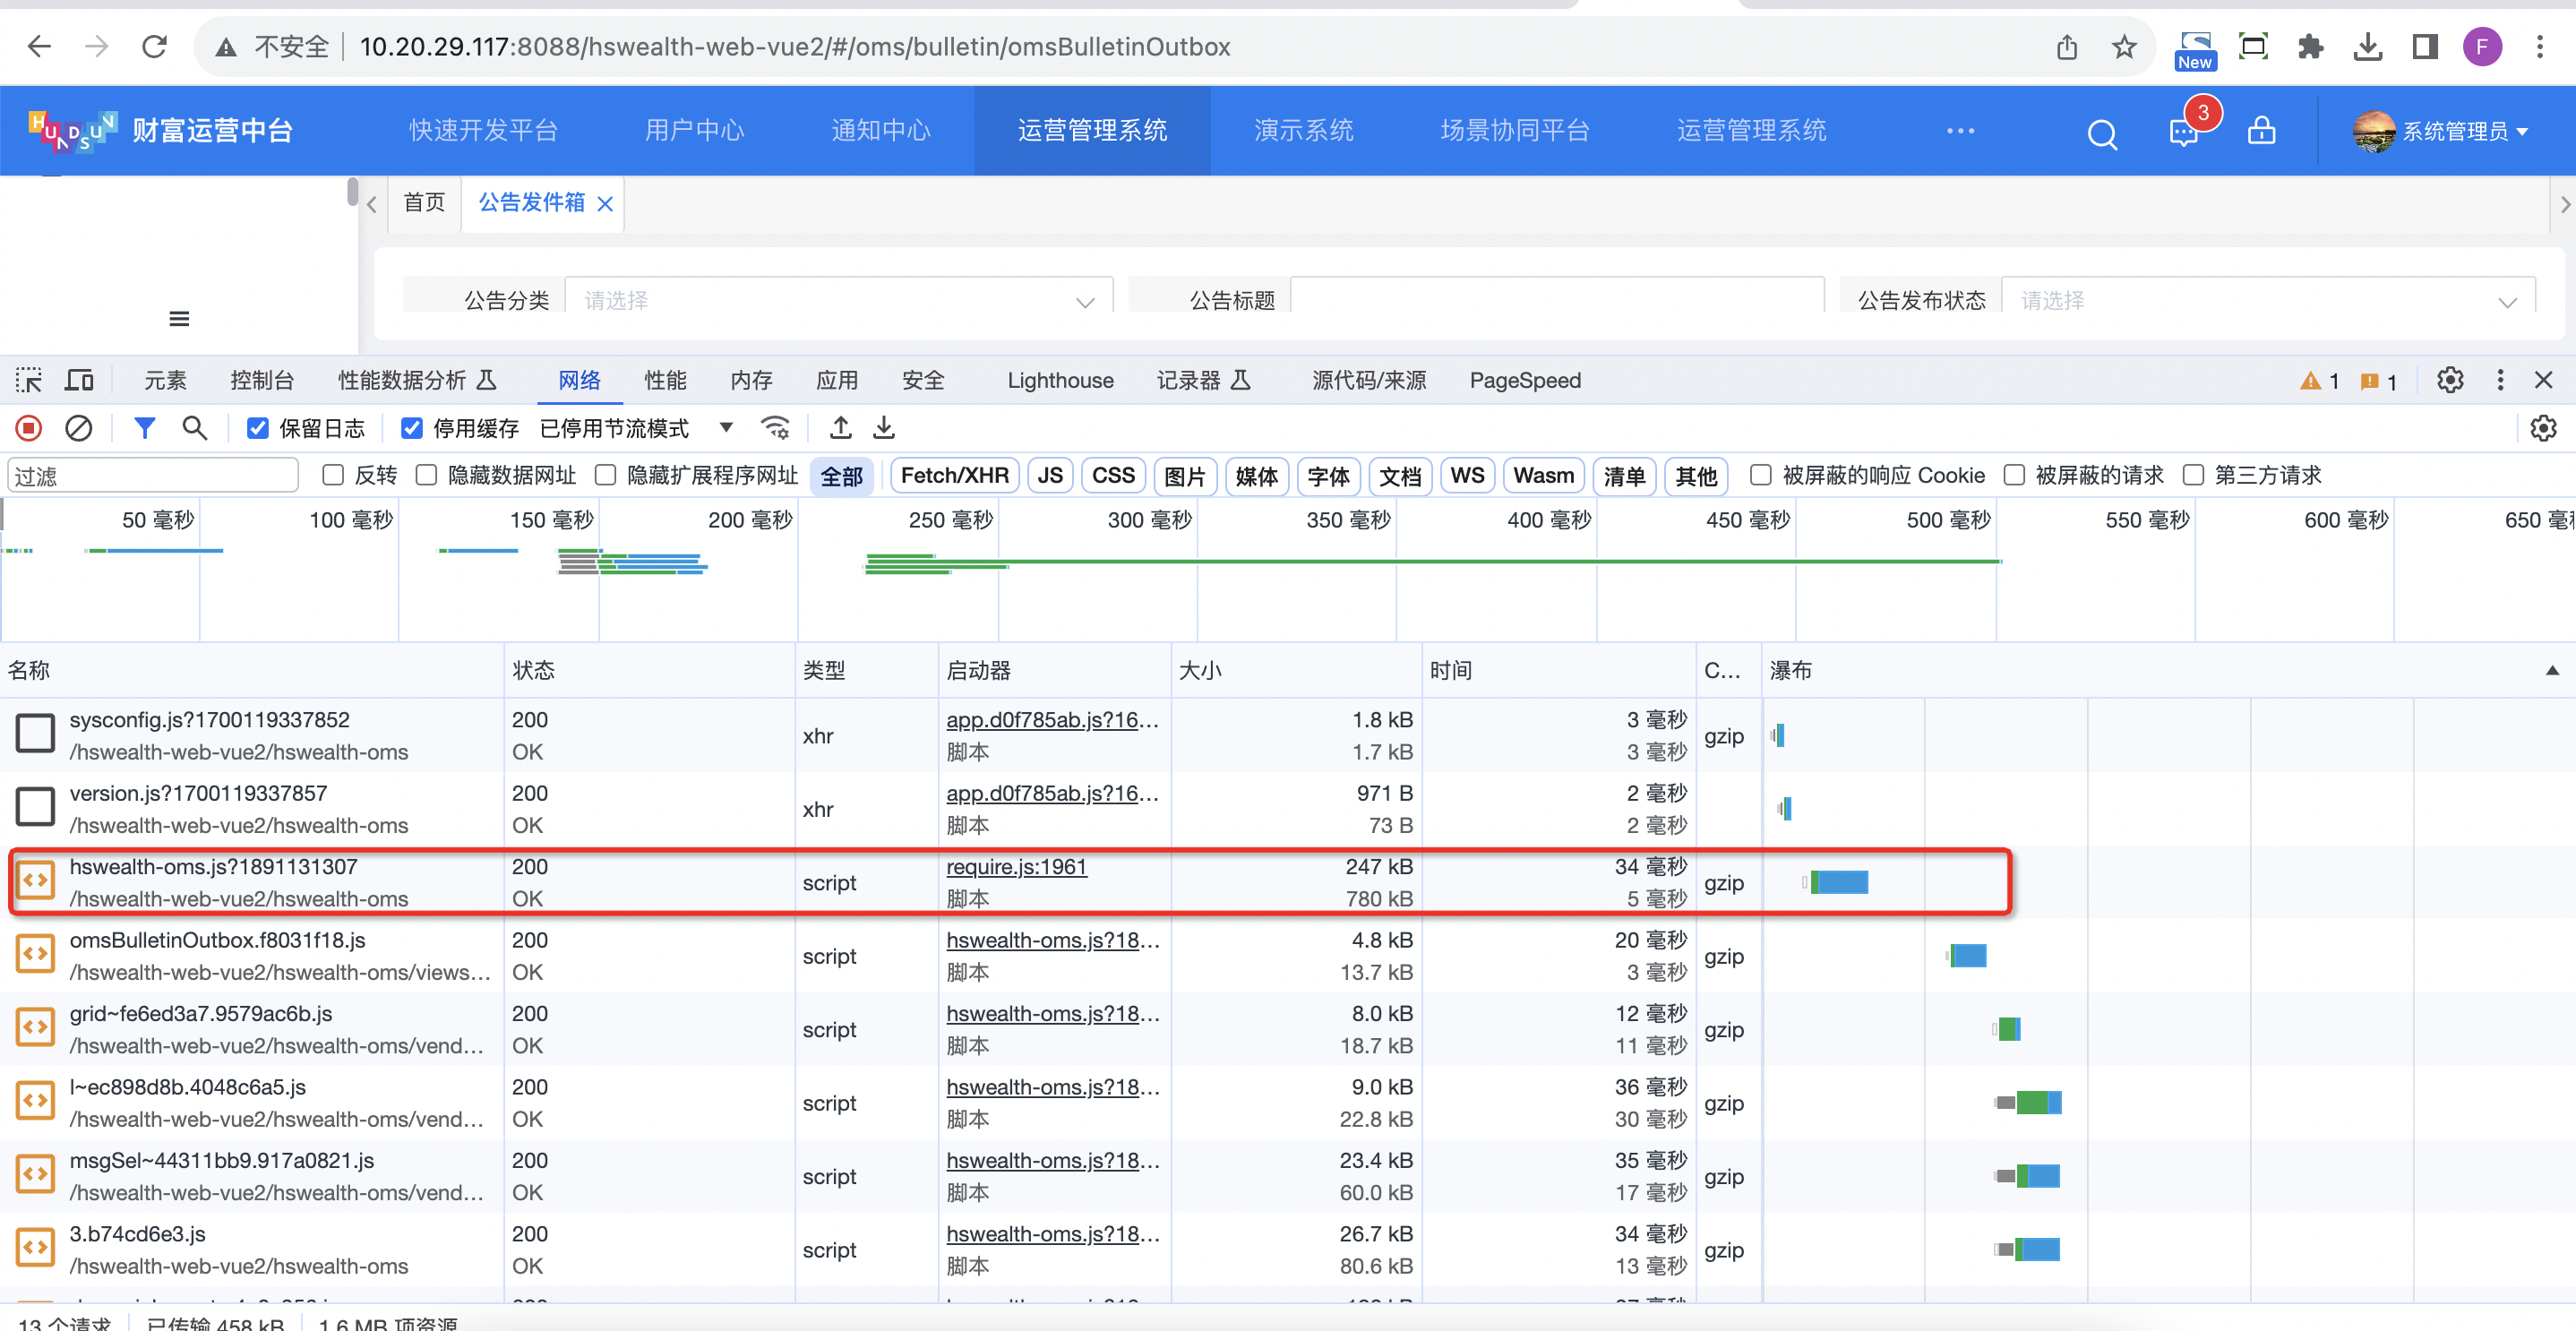 不安全 10.20.29.117:8088/hswealth-web-vue2/#/oms/bulletin/omsBulletinOutbox New F
HUNDSUN 财富运营中台 快速开发平台 用户中心 通知中心 运营管理系统 演示系统 场景协同平台 运营管理系统 ··· 3 系统管理员
首页 公告发件箱
公告分类 请选择 公告标题 公告发布状态 请选择
元素 控制台 性能数据分析 网络 性能 内存 应用 安全 Lighthouse 记录器 源代码/来源 PageSpeed 1 1
保留日志 停用缓存 已停用节流模式
过滤 反转 隐藏数据网址 隐藏扩展程序网址 全部 Fetch/XHR JS CSS 图片 媒体 字体 文档 WS Wasm 清单 其他 被屏蔽的响应 Cookie 被屏蔽的请求 第三方请求
50 毫秒 100 毫秒 150 毫秒 200 毫秒 250 毫秒 300 毫秒 350 毫秒 400 毫秒 450 毫秒 500 毫秒 550 毫秒 600 毫秒 650 毫
名称 状态 类型 启动器 大小 时间 C... 瀑布
sysconfig.js?1700119337852 200 xhr app.d0f785ab.js?16... 1.8 kB 3 毫秒 gzip
/hswealth-web-vue2/hswealth-oms OK 脚本 1.7 kB 3 毫秒
version.js?1700119337857 200 xhr app.d0f785ab.js?16... 971 B 2 毫秒
/hswealth-web-vue2/hswealth-oms OK 脚本 73 B 2 毫秒
hswealth-oms.js?1891131307 200 script require.js:1961 247 kB 34 毫秒 gzip
/hswealth-web-vue2/hswealth-oms OK 脚本 780 kB 5 毫秒
omsBulletinOutbox.f8031f18.js 200 script hswealth-oms.js?18... 4.8 kB 20 毫秒 gzip
/hswealth-web-vue2/hswealth-oms/views... OK 脚本 13.7 kB 3 毫秒
grid~fe6ed3a7.9579ac6b.js 200 script hswealth-oms.js?18... 8.0 kB 12 毫秒 gzip
/hswealth-web-vue2/hswealth-oms/vend... OK 脚本 18.7 kB 11 毫秒
l~ec898d8b.4048c6a5.js 200 script hswealth-oms.js?18... 9.0 kB 36 毫秒 gzip
/hswealth-web-vue2/hswealth-oms/vend... OK 脚本 22.8 kB 30 毫秒
msgSel~44311bb9.917a0821.js 200 script hswealth-oms.js?18... 23.4 kB 35 毫秒 gzip
/hswealth-web-vue2/hswealth-oms/vend... OK 脚本 60.0 kB 17 毫秒
3.b74cd6e3.js 200 script hswealth-oms.js?18... 26.7 kB 34 毫秒 gzip
/hswealth-web-vue2/hswealth-oms OK 脚本 80.6 kB 13 毫秒
13 个请求 已传输 458 kB 1.6 MB 项资源